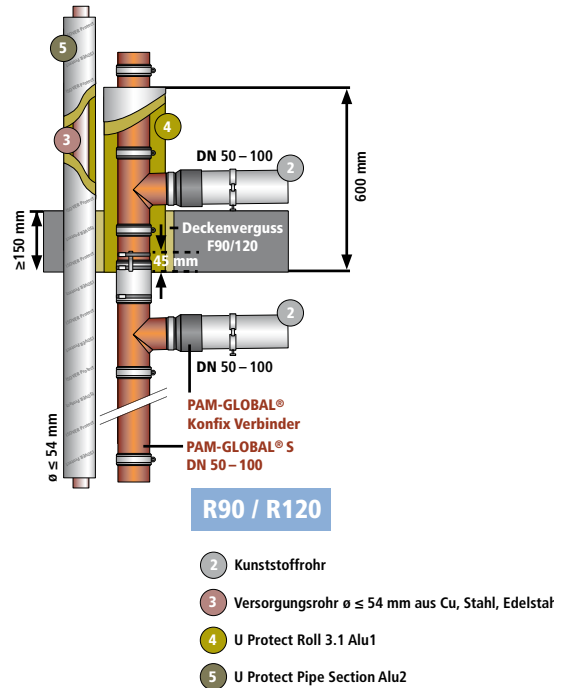 5
3
4
DN 50 – 100
2
600 mm
≥150 mm
Deckenverguss
F90/120
45 mm
2
DN 50 – 100
ø ≤ 54 mm
PAM-GLOBAL®
Konfix Verbinder
PAM-GLOBAL® S
DN 50 – 100
R90 / R120
2 Kunststoffrohr
3 Versorgungsrohr ø ≤ 54 mm aus Cu, Stahl, Edelstah
4 U Protect Roll 3.1 Alu1
5 U Protect Pipe Section Alu2